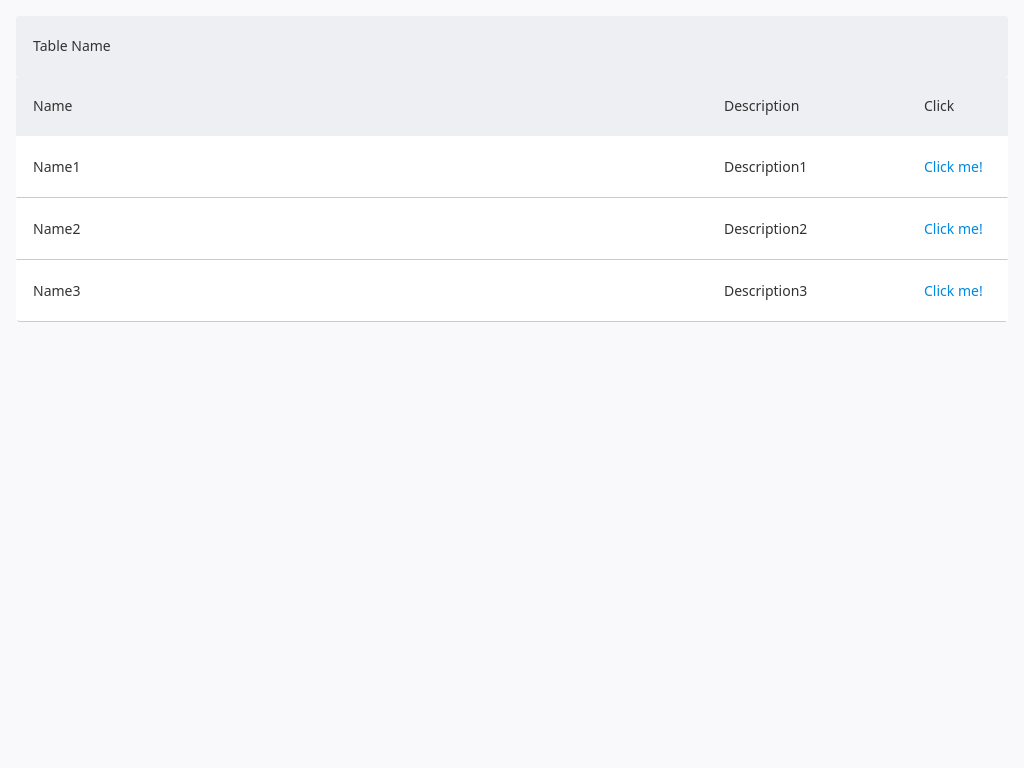 Table Name
Name Description Click
Name1 Description1 Click me!
Name2 Description2 Click me!
Name3 Description3 Click me!